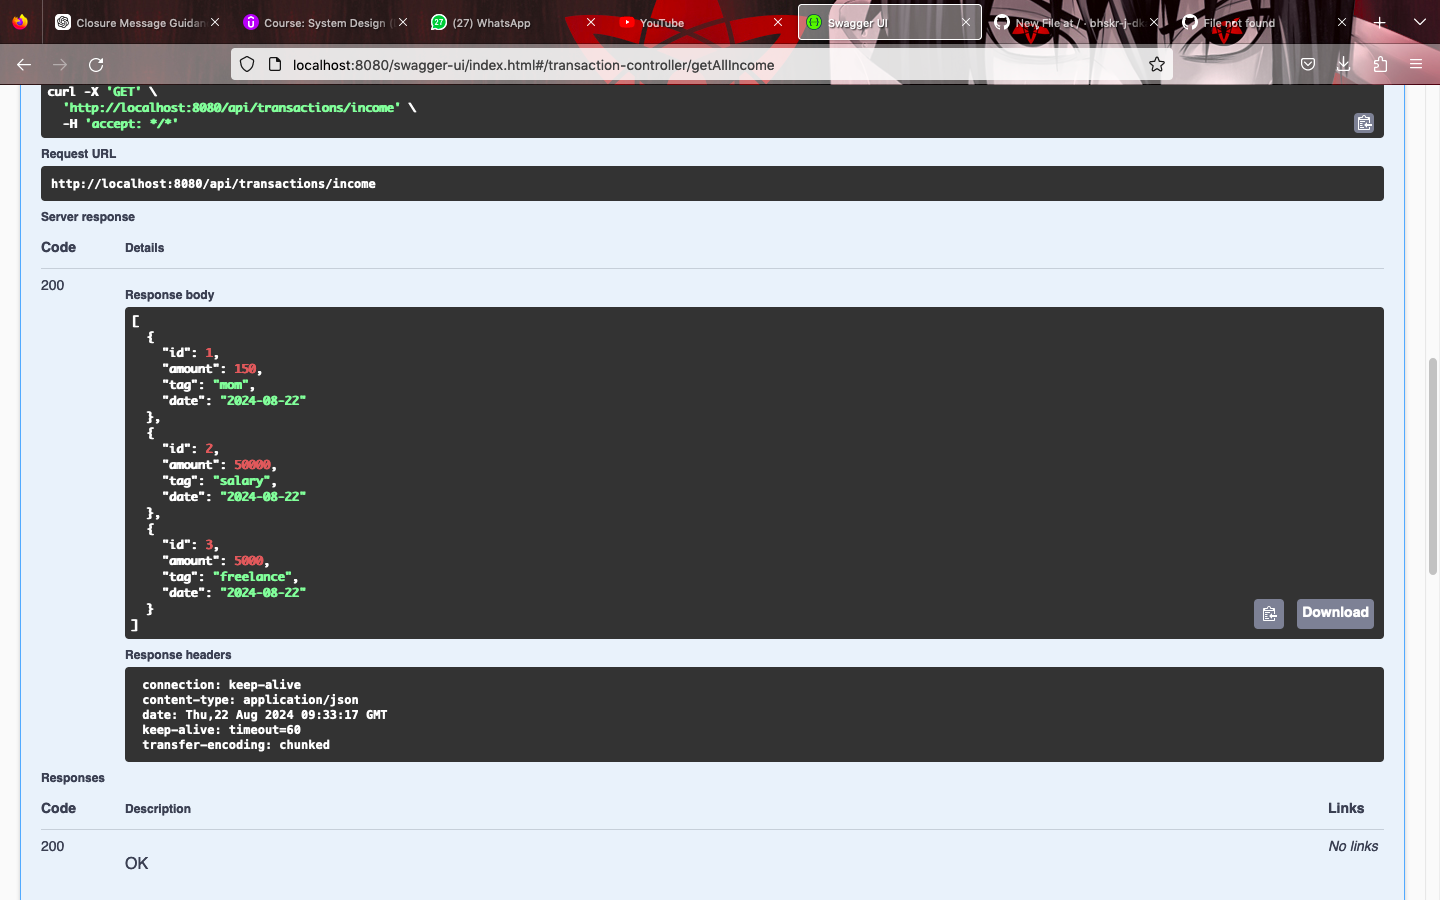 Closure Message Guidan
Course: System Design (
(27) WhatsApp
YouTube
Swagger UI
New File at / · bhskr-j-dk
File not found
localhost:8080/swagger-ui/index.html#/transaction-controller/getAllIncome
curl -X 'GET' \
'http://localhost:8080/api/transactions/income' \
-H 'accept: */*'
Request URL
http://localhost:8080/api/transactions/income
Server response
Code Details
200
Response body
[
{
"id": 1,
"amount": 150,
"tag": "mom",
"date": "2024-08-22"
},
{
"id": 2,
"amount": 50000,
"tag": "salary",
"date": "2024-08-22"
},
{
"id": 3,
"amount": 5000,
"tag": "freelance",
"date": "2024-08-22"
}
]
Download
Response headers
connection: keep-alive
content-type: application/json
date: Thu,22 Aug 2024 09:33:17 GMT
keep-alive: timeout=60
transfer-encoding: chunked
Responses
Code Description Links
200 No links
OK